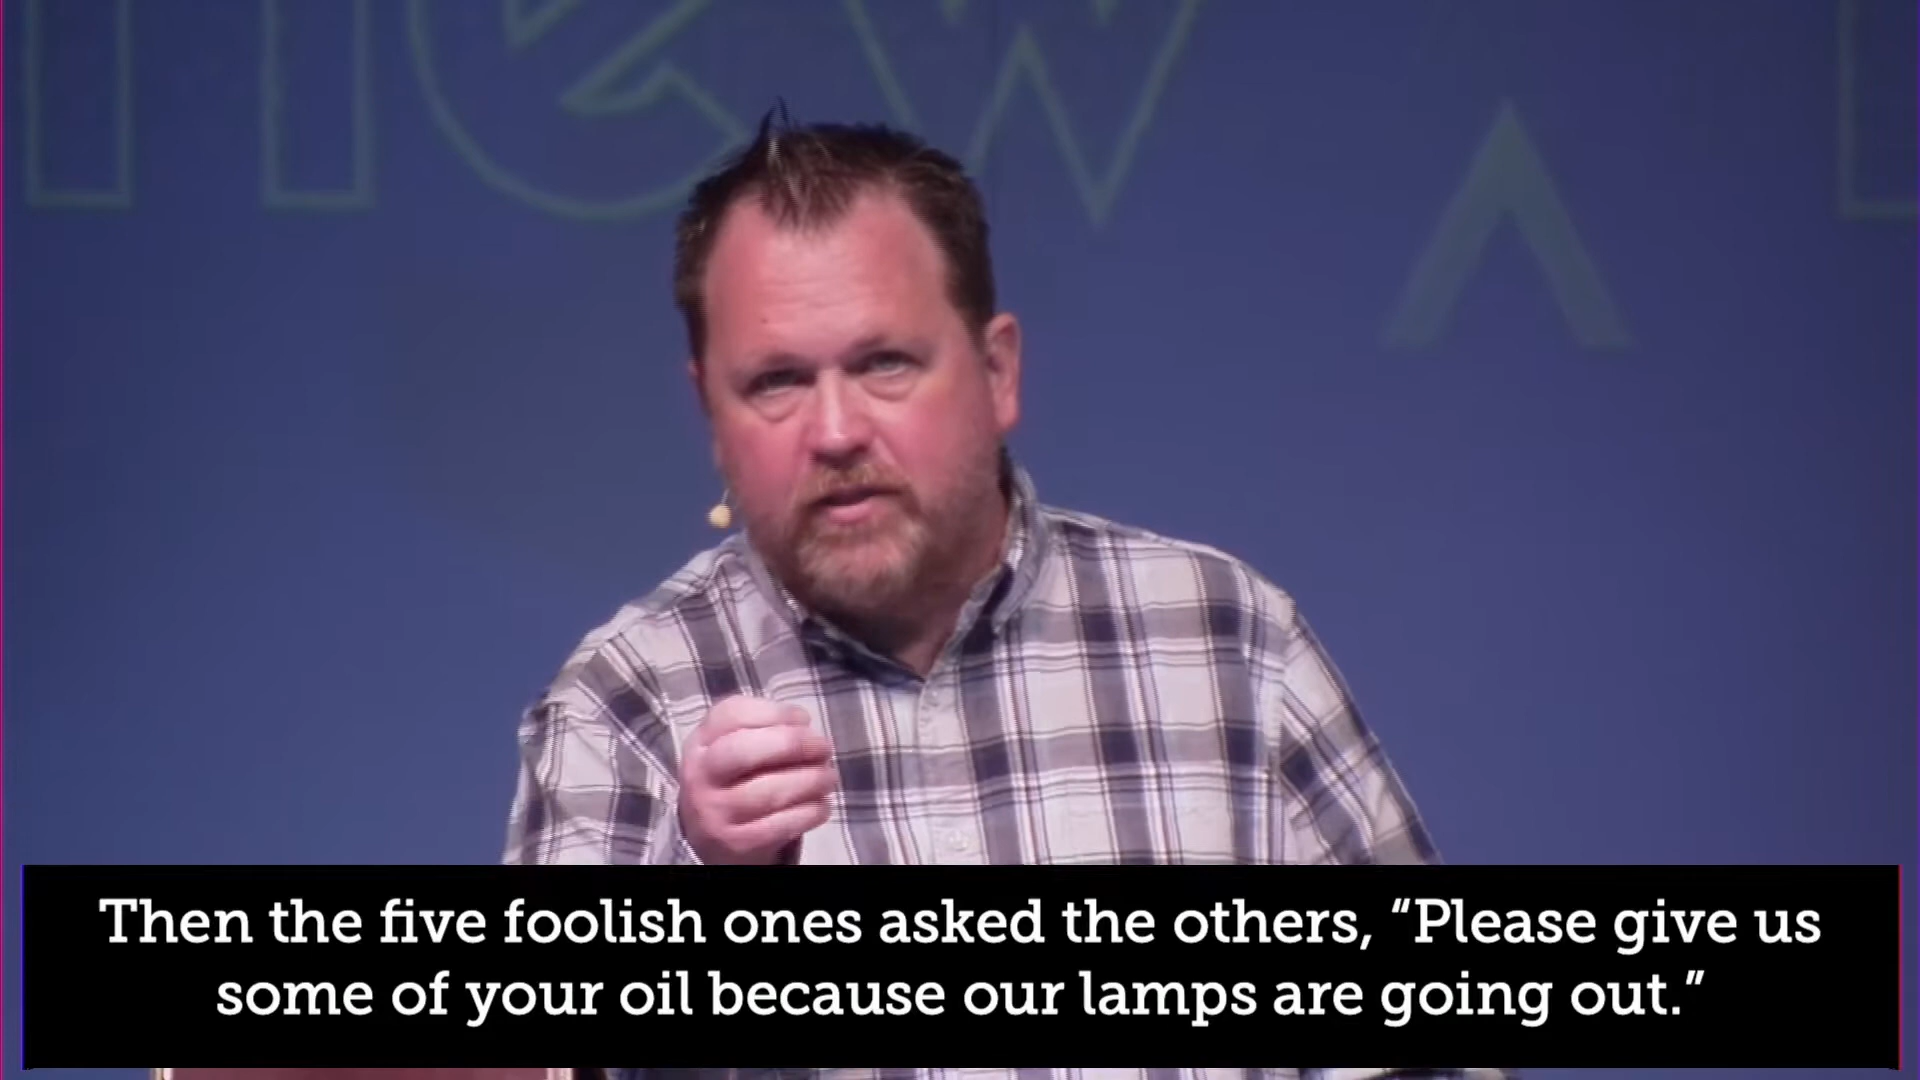 new
Then the five foolish ones asked the others, “Please give us
some of your oil because our lamps are going out.”